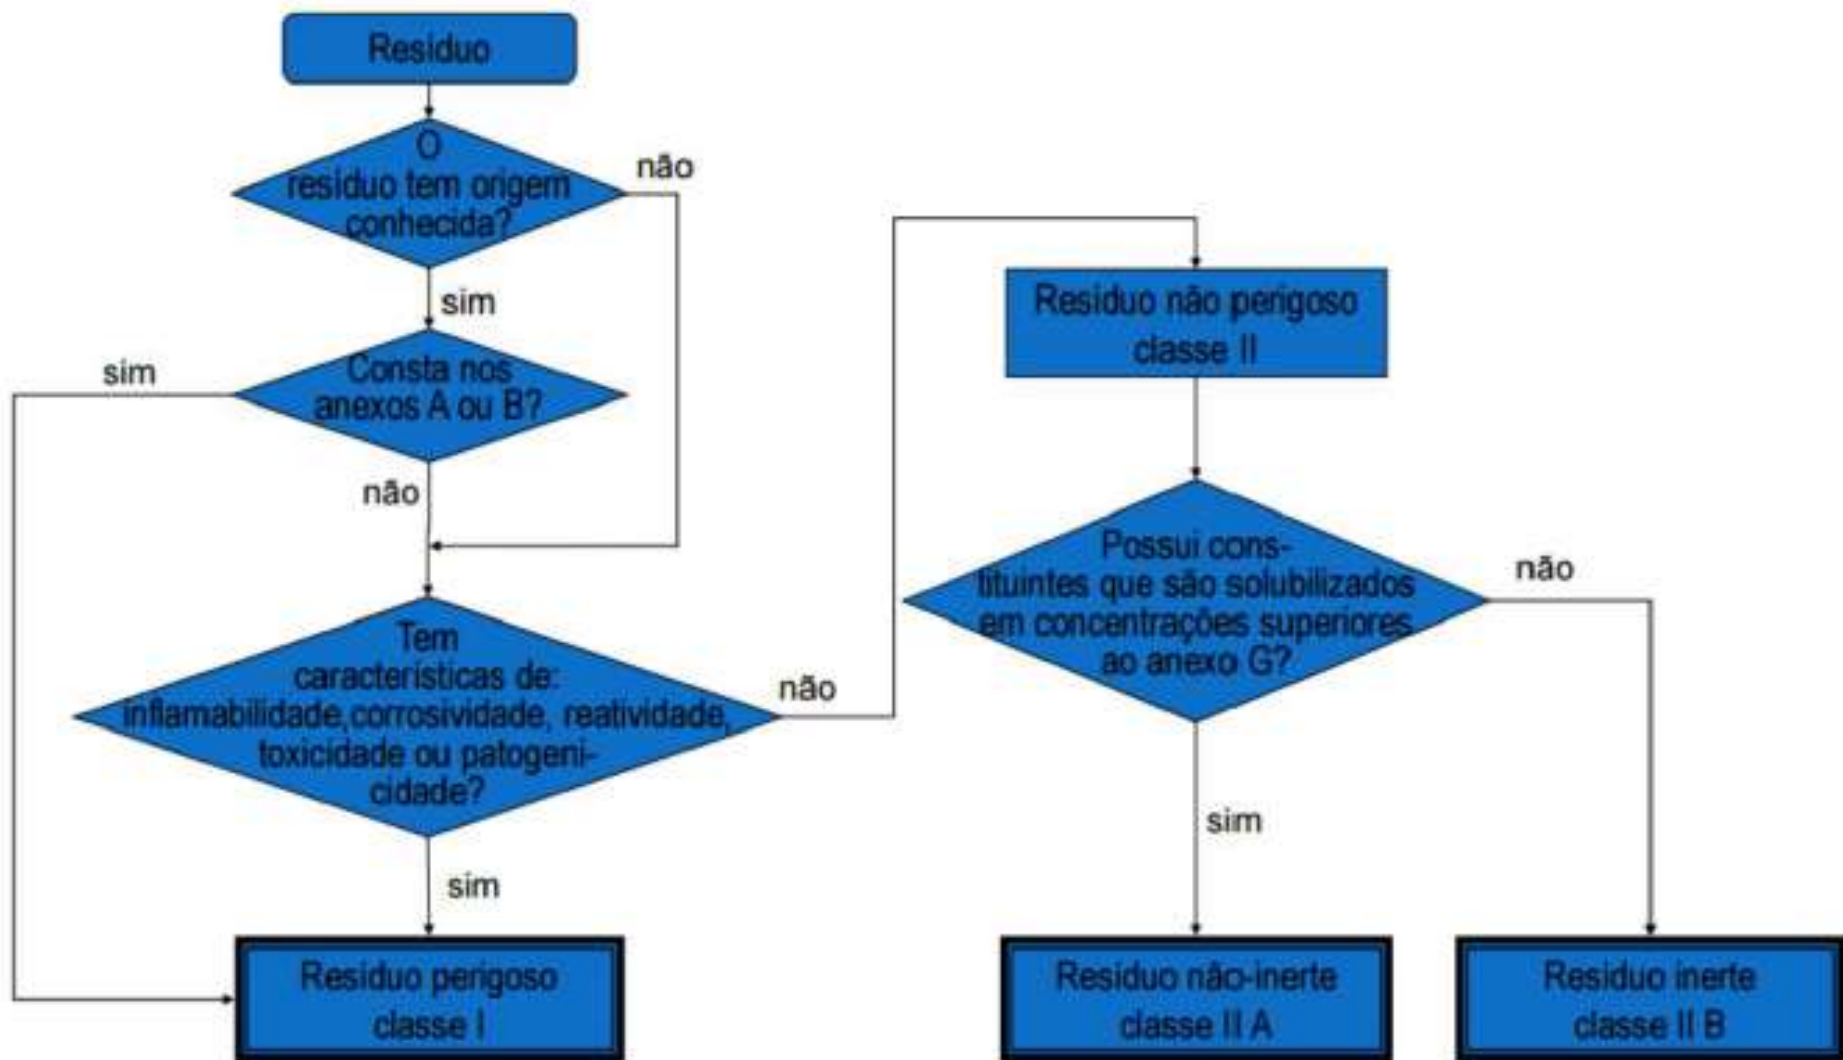 Resíduo
O
resíduo tem origem
conhecida?
não
sim
Consta nos
anexos A ou B?
sim
não
Tem
características de:
inflamabilidade,corrosividade, reatividade,
toxicidade ou patogeni-
cidade?
não
sim
Resíduo perigoso
classe I
Resíduo não perigoso
classe II
Possui cons-
tituintes que são solubilizados
em concentrações superiores
ao anexo G?
não
sim
Resíduo não-inerte
classe II A
Resíduo inerte
classe II B